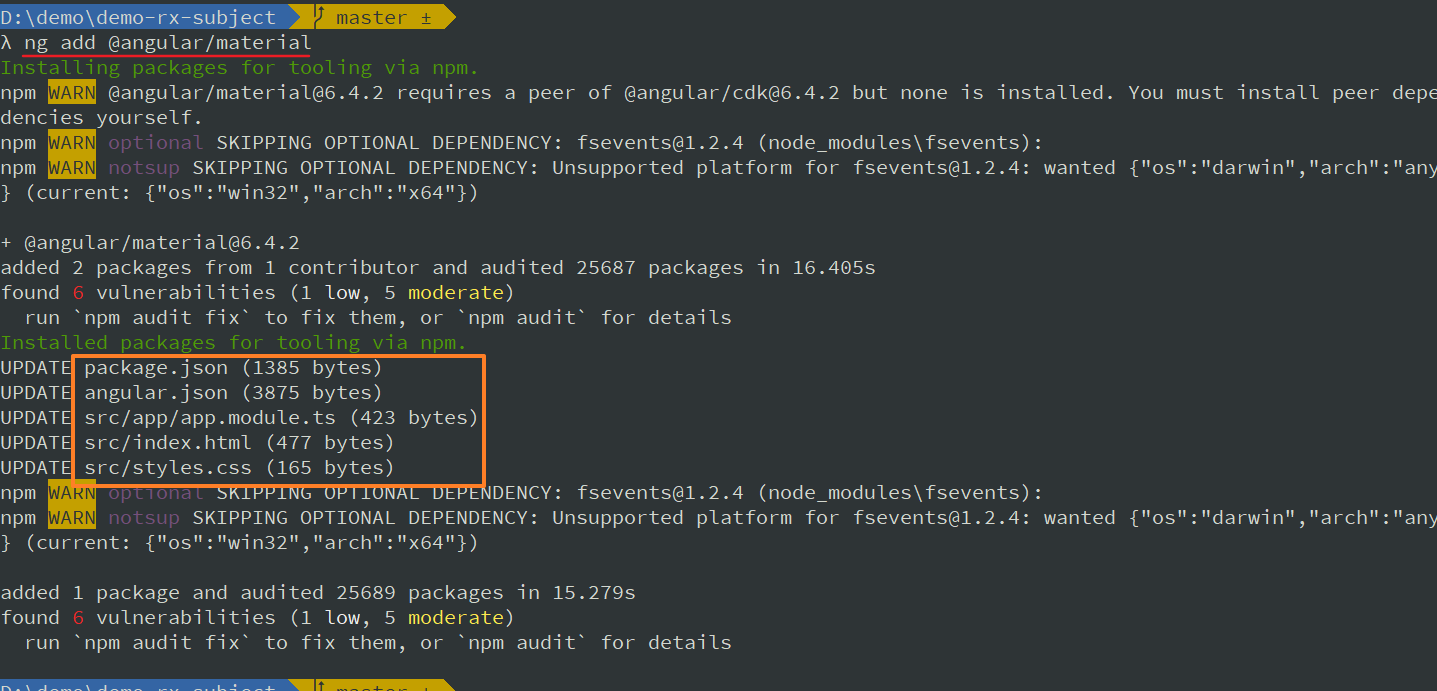 D:\demo\demo-rx-subject master ±
λ ng add @angular/material
Installing packages for tooling via npm.
npm WARN @angular/material@6.4.2 requires a peer of @angular/cdk@6.4.2 but none is installed. You must install peer depe
dencies yourself.
npm WARN optional SKIPPING OPTIONAL DEPENDENCY: fsevents@1.2.4 (node_modules\fsevents):
npm WARN notsup SKIPPING OPTIONAL DEPENDENCY: Unsupported platform for fsevents@1.2.4: wanted {"os":"darwin","arch":"any
} (current: {"os":"win32","arch":"x64"})
+ @angular/material@6.4.2
added 2 packages from 1 contributor and audited 25687 packages in 16.405s
found 6 vulnerabilities (1 low, 5 moderate)
run `npm audit fix` to fix them, or `npm audit` for details
Installed packages for tooling via npm.
UPDATE package.json (1385 bytes)
UPDATE angular.json (3875 bytes)
UPDATE src/app/app.module.ts (423 bytes)
UPDATE src/index.html (477 bytes)
UPDATE src/styles.css (165 bytes)
npm WARN optional SKIPPING OPTIONAL DEPENDENCY: fsevents@1.2.4 (node_modules\fsevents):
npm WARN notsup SKIPPING OPTIONAL DEPENDENCY: Unsupported platform for fsevents@1.2.4: wanted {"os":"darwin","arch":"any
} (current: {"os":"win32","arch":"x64"})
added 1 package and audited 25689 packages in 15.279s
found 6 vulnerabilities (1 low, 5 moderate)
run `npm audit fix` to fix them, or `npm audit` for details
D:\demo\demo-rx-subject master ±